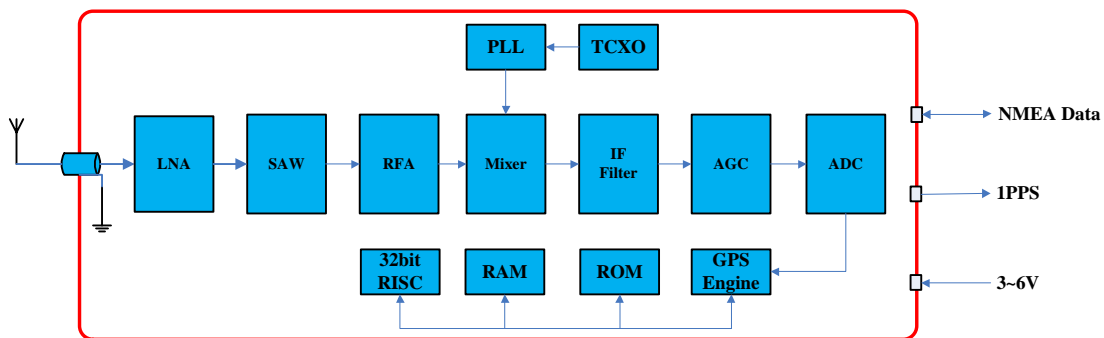 PLL
TCXO
NMEA Data
LNA
SAW
RFA
Mixer
IF
Filter
AGC
ADC
1PPS
32bit
RISC
RAM
ROM
GPS
Engine
3~6V